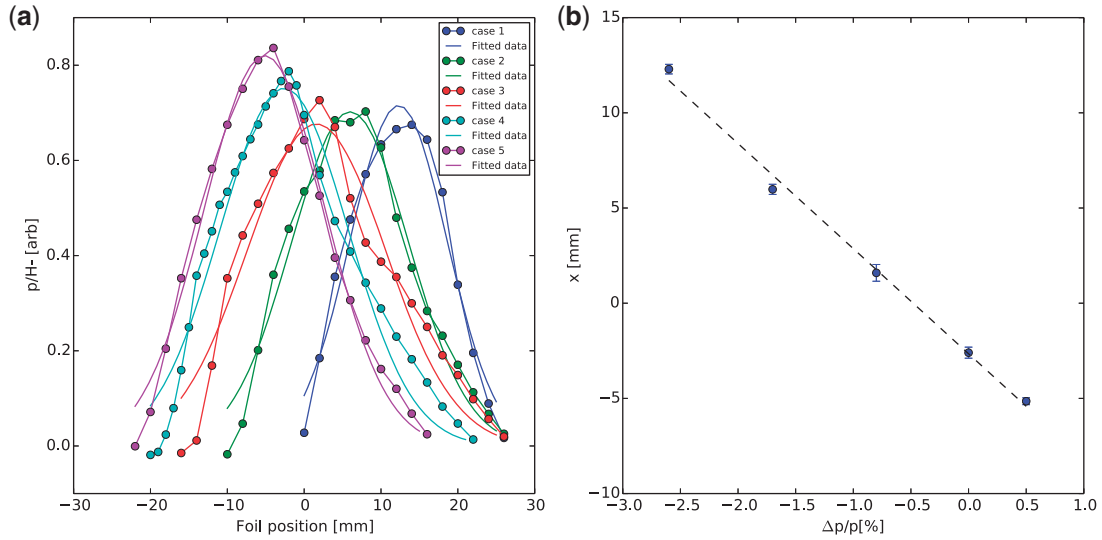 (a)
p/H- [arb]
0.8
0.6
0.4
0.2
0.0
−30
−20
−10
0
10
20
30
Foil position [mm]
case 1
Fitted data
case 2
Fitted data
case 3
Fitted data
case 4
Fitted data
case 5
Fitted data
(b)
x [mm]
15
10
5
0
−5
−10
−3.0
−2.5
−2.0
−1.5
−1.0
−0.5
0.0
0.5
1.0
Δp/p[%]